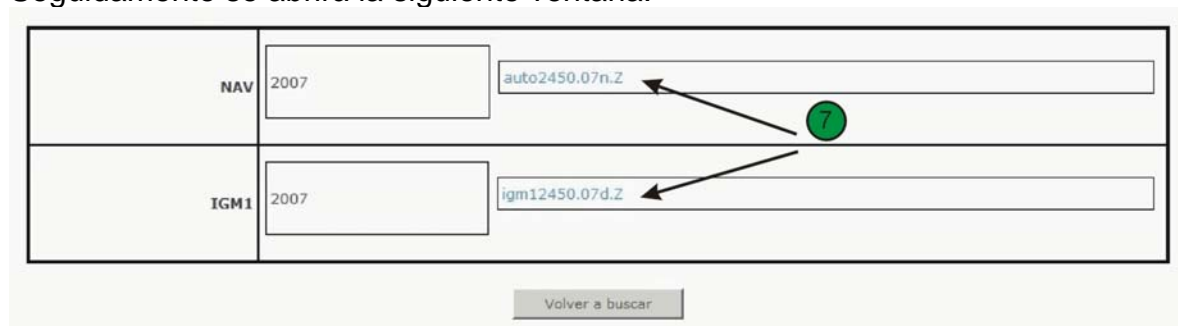 Seguidamente se abrirá la siguiente ventana:
NAV 2007 auto2450.07n.Z
7
IGM1 2007 igm12450.07d.Z
Volver a buscar